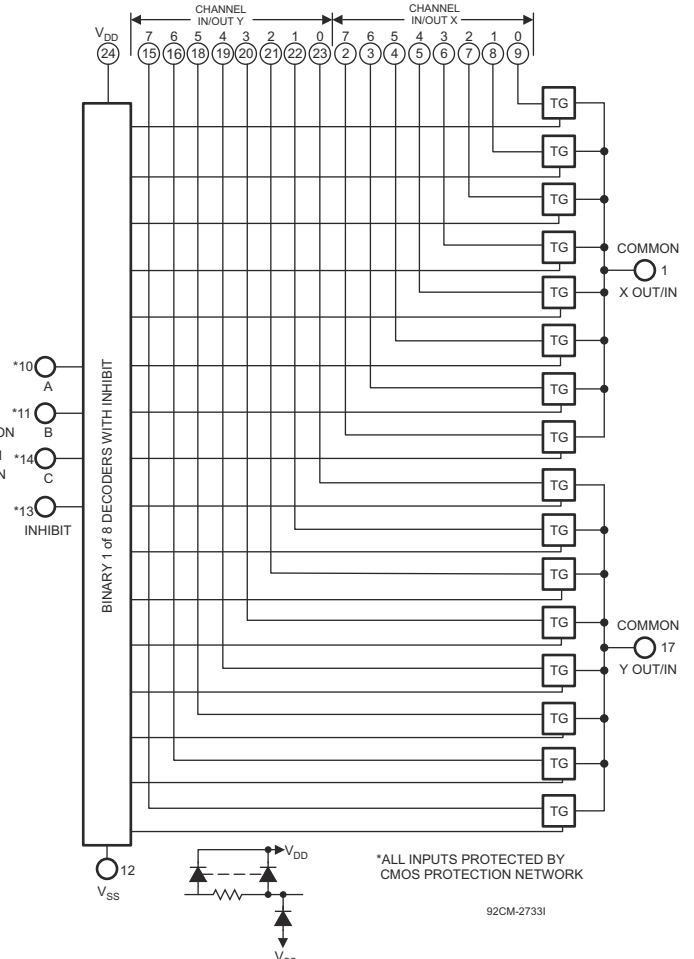 CHANNEL
IN/OUT Y
CHANNEL
IN/OUT X
VDD
7 6 5 4 3 2 1 0 7 6 5 4 3 2 1 0
24 15 16 18 19 20 21 22 23 2 3 4 5 6 7 8 9
TG
TG
TG
TG
TG
TG
TG
TG
COMMON
1
X OUT/IN
BINARY 1 of 8 DECODERS WITH INHIBIT
*10
A
*11
B
*14
C
*13
INHIBIT
TG
TG
TG
TG
TG
TG
TG
TG
COMMON
17
Y OUT/IN
12
VSS
VDD
VSS
*ALL INPUTS PROTECTED BY
CMOS PROTECTION NETWORK
92CM-2733I